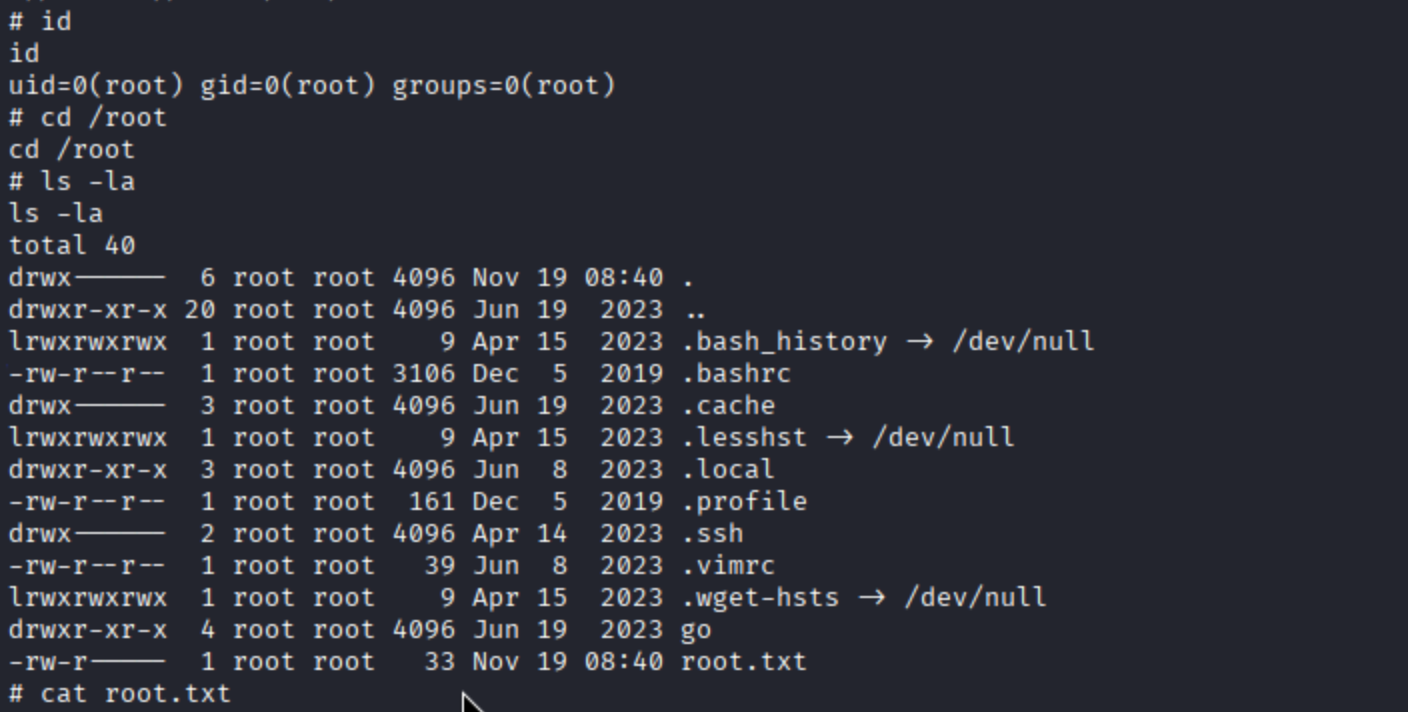 # id
id
uid=0(root) gid=0(root) groups=0(root)
# cd /root
cd /root
# ls -la
ls -la
total 40
drwx------  6 root root 4096 Nov 19 08:40 .
drwxr-xr-x 20 root root 4096 Jun 19  2023 ..
lrwxrwxrwx  1 root root    9 Apr 15  2023 .bash_history -> /dev/null
-rw-r--r--  1 root root 3106 Dec  5  2019 .bashrc
drwx------  3 root root 4096 Jun 19  2023 .cache
lrwxrwxrwx  1 root root    9 Apr 15  2023 .lesshst -> /dev/null
drwxr-xr-x  3 root root 4096 Jun  8  2023 .local
-rw-r--r--  1 root root  161 Dec  5  2019 .profile
drwx------  2 root root 4096 Apr 14  2023 .ssh
-rw-r--r--  1 root root   39 Jun  8  2023 .vimrc
lrwxrwxrwx  1 root root    9 Apr 15  2023 .wget-hsts -> /dev/null
drwxr-xr-x  4 root root 4096 Jun 19  2023 go
-rw-r-----  1 root root   33 Nov 19 08:40 root.txt
# cat root.txt